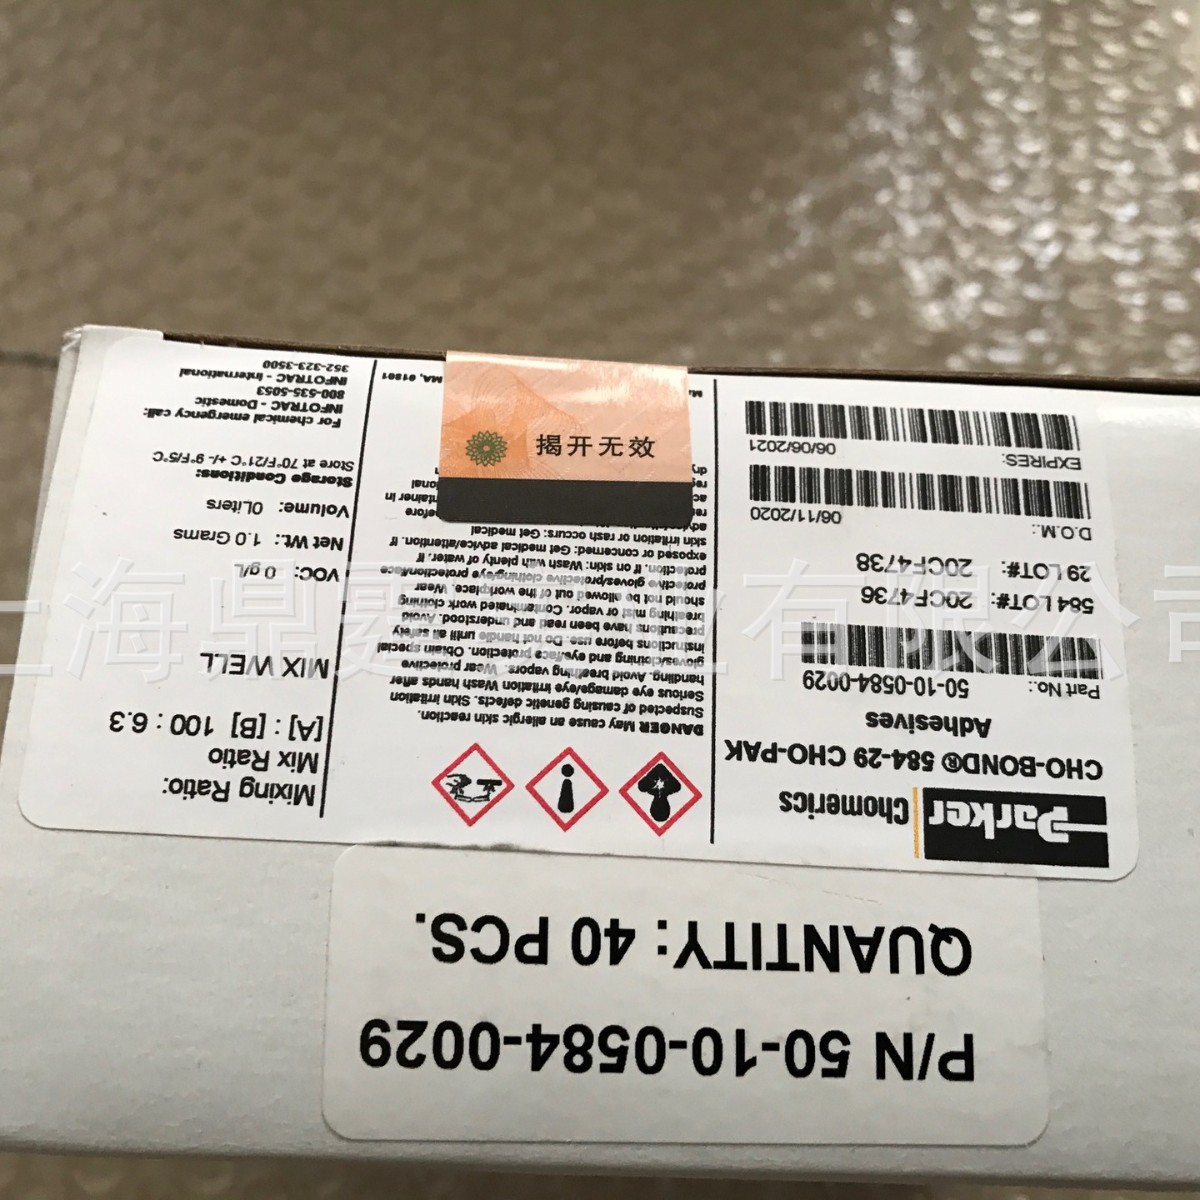 Parker
Chomerics
CHO-BOND® 584-29 CHO-PAK
Adhesives
Part No.: 50-10-0584-0029
584 LOT#: 20CF4736
29 LOT#: 20CF4738
D.O.M.:
06/11/2020
EXPIRES:
06/06/2021
DANGER May cause an allergic skin reaction.
Suspected of causing genetic defects. Skin irritation
Serious eye damage/eye irritation Wash hands after
handling. Avoid breathing vapors. Wear protective
gloves/clothing and eye/face protection. Obtain special
instructions before use. Do not handle until all safety
precautions have been read and understood. Avoid
breathing mist or vapor. Contaminated work clothing
should not be allowed out of the workplace. Wear
protective gloves/protective clothing/eye protection/face
protection. If on skin: Wash with plenty of water. If
exposed or concerned: Get medical advice/attention. If
skin irritation or rash occurs: Get medical
before
container in
MA, 01801
Mixing Ratio:
Mix Ratio
[A] : [B] 100 : 6.3
MIX WELL
VOC: 0 g/L
Net Wt.: 1.0 Grams
Volume: 0Liters
Storage Conditions:
Store at 70°F/21°C +/- 9°F/5°C
For chemical emergency call:
INFOTRAC - Domestic
800-535-5053
INFOTRAC - International
352-323-3500
揭开无效
P/N 50-10-0584-0029
QUANTITY: 40 PCS.